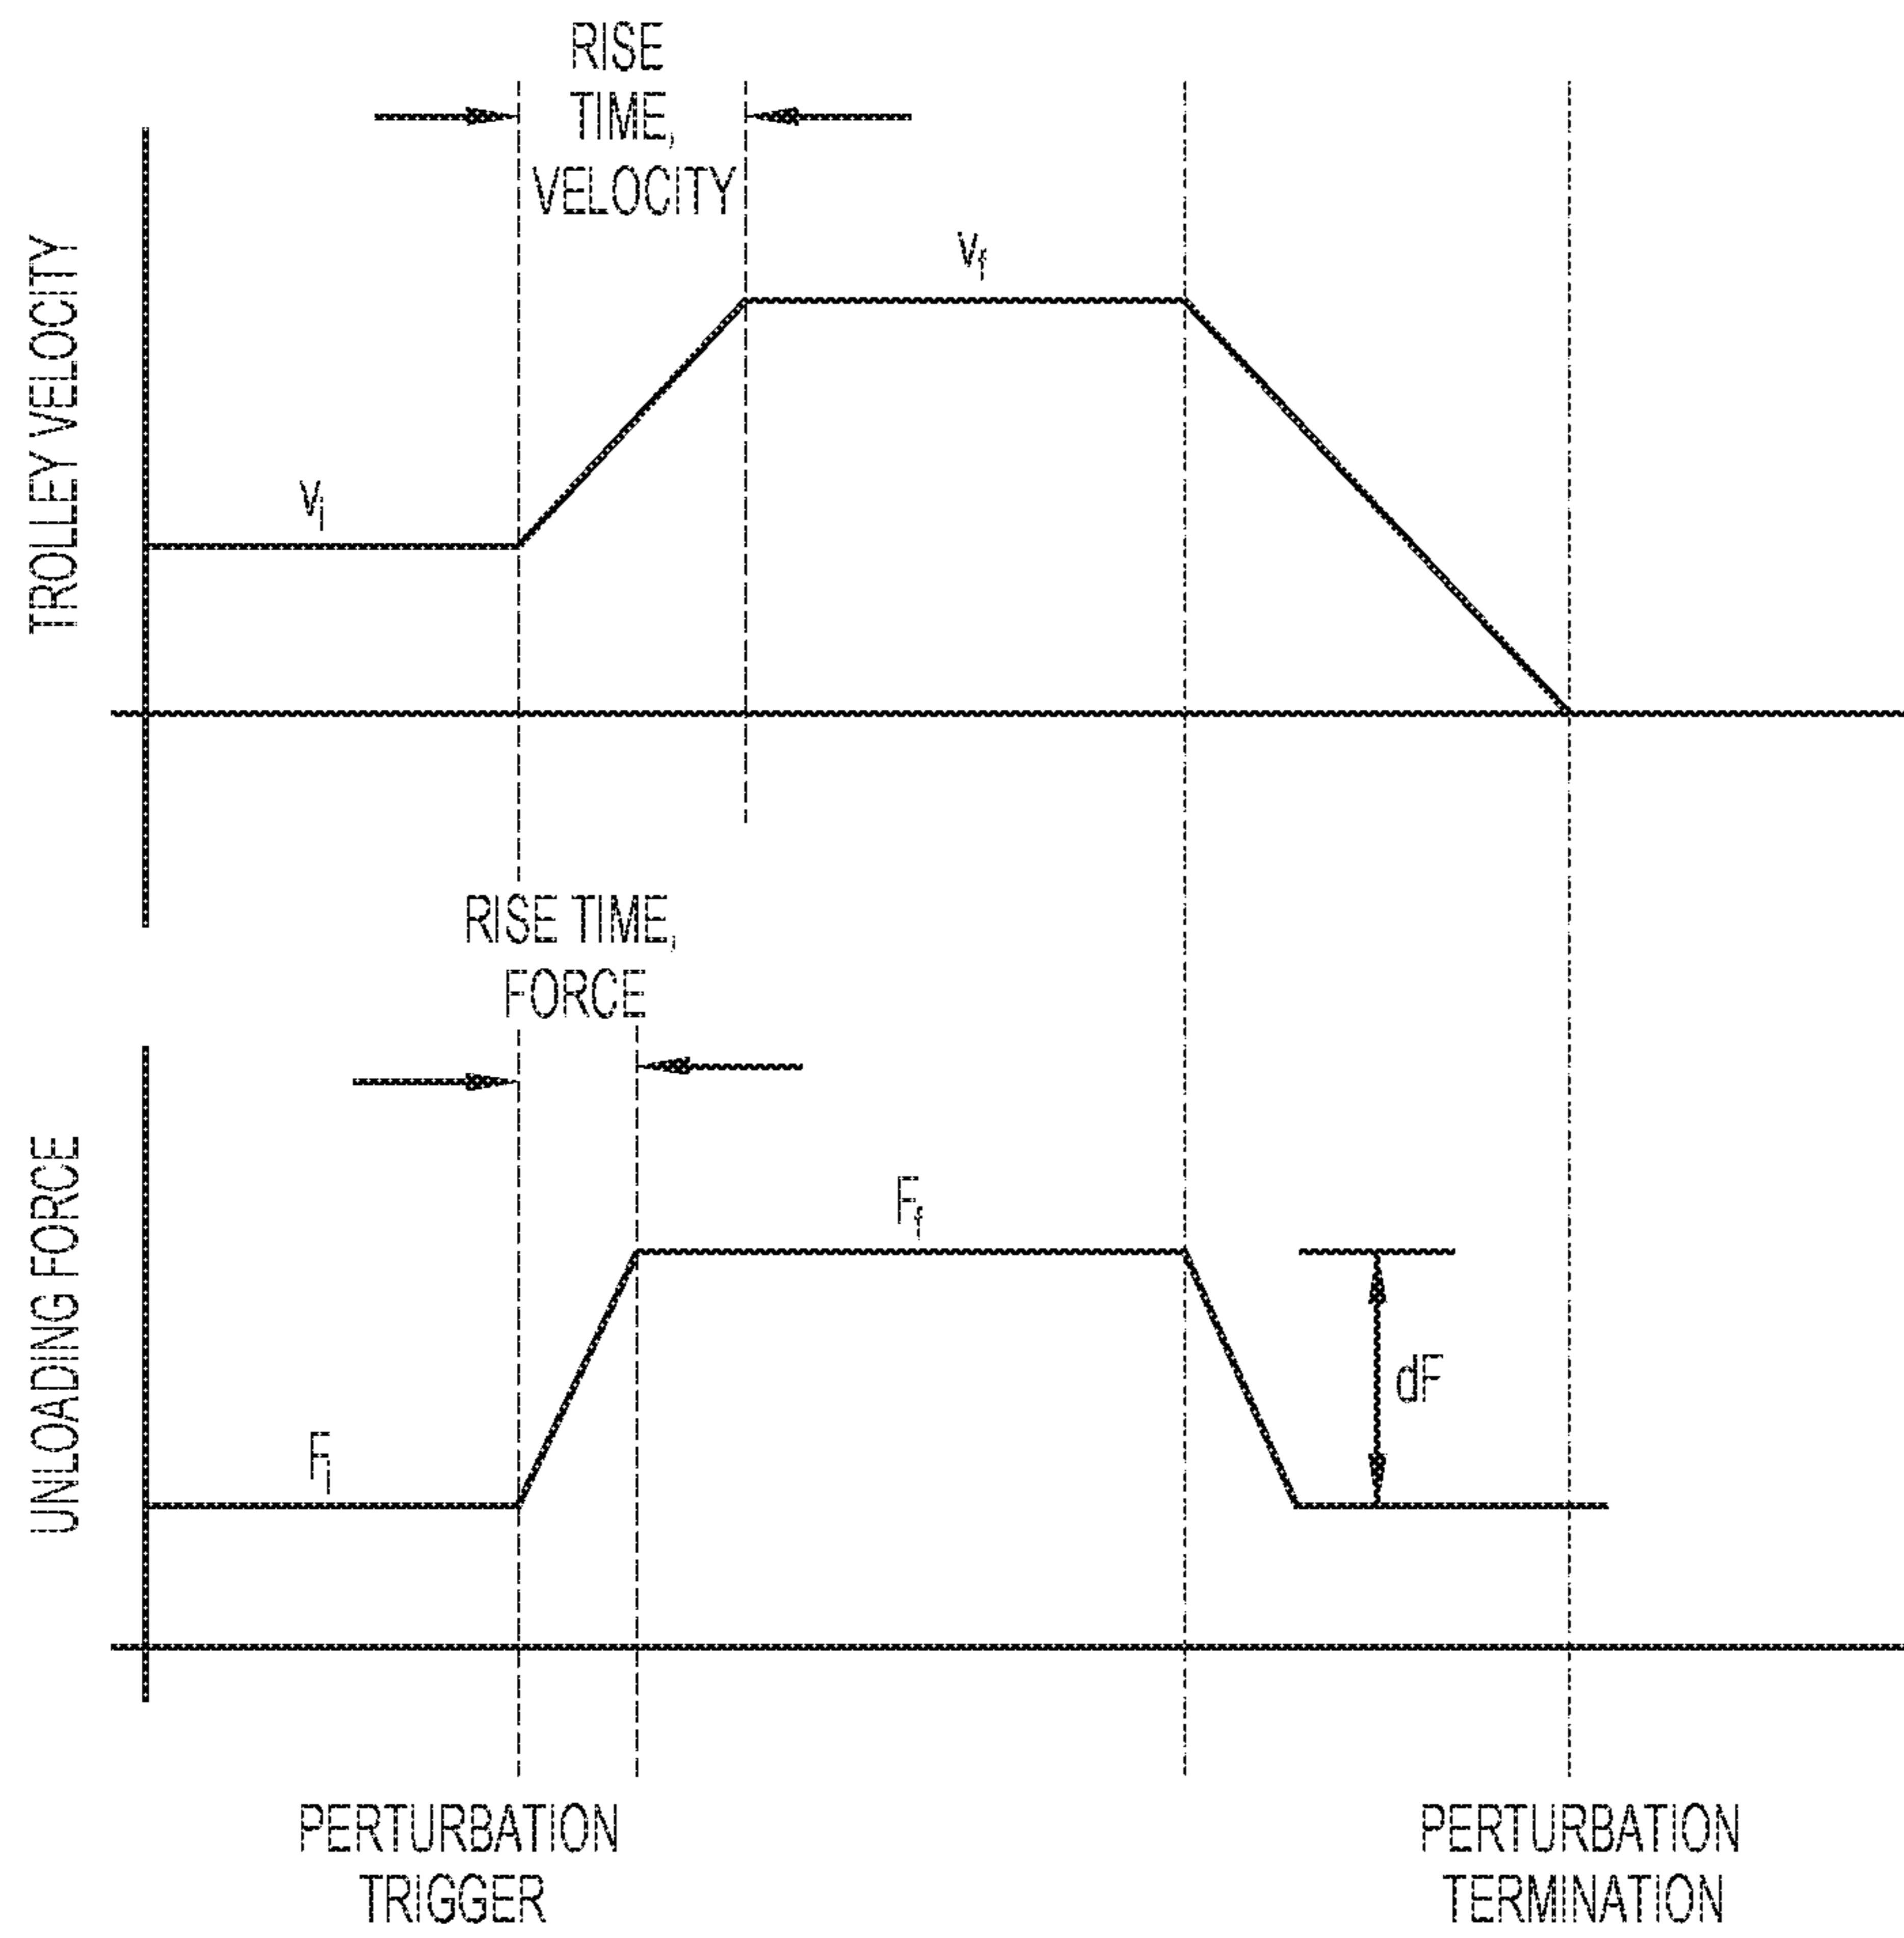 RISE
TIME,
VELOCITY
TROLLEY VELOCITY
vi
vf
RISE TIME,
FORCE
UNLOADING FORCE
Fi
Ff
dF
PERTURBATION
TRIGGER
PERTURBATION
TERMINATION